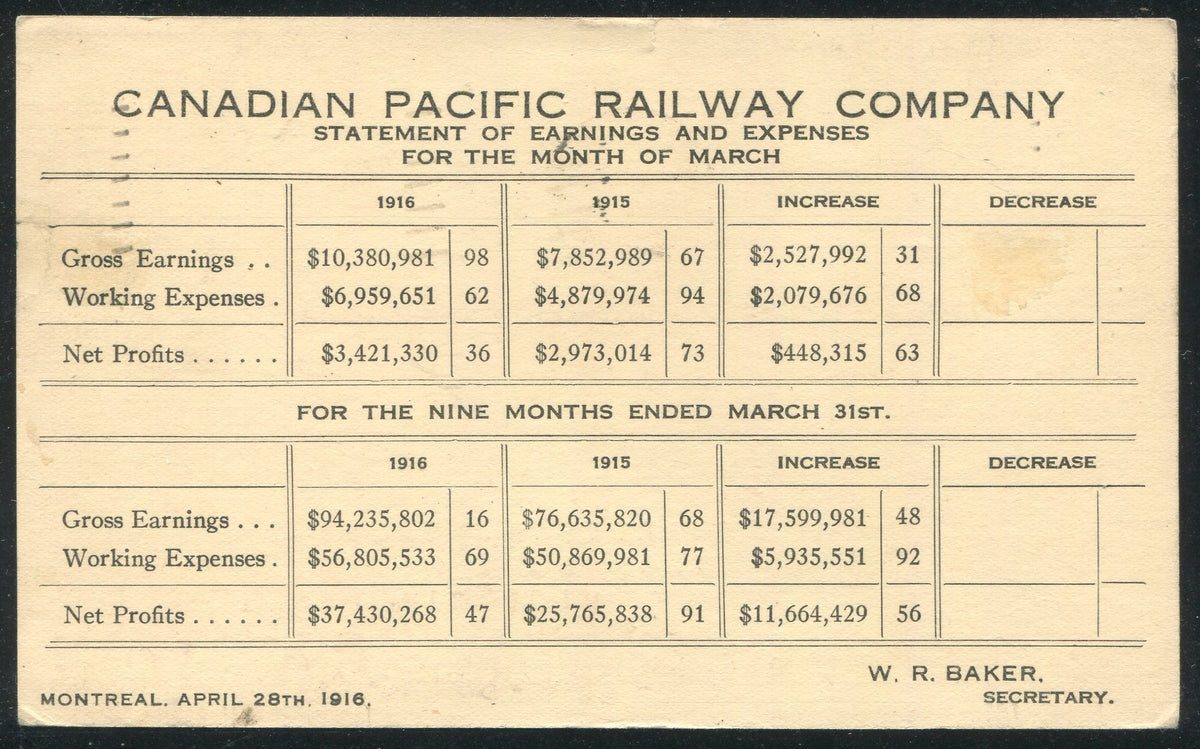 CANADIAN PACIFIC RAILWAY COMPANY
STATEMENT OF EARNINGS AND EXPENSES
FOR THE MONTH OF MARCH
1916 1915 INCREASE DECREASE
Gross Earnings . . $10,380,981 98 $7,852,989 67 $2,527,992 31
Working Expenses . $6,959,651 62 $4,879,974 94 $2,079,676 68
Net Profits . . . . . . $3,421,330 36 $2,973,014 73 $448,315 63
FOR THE NINE MONTHS ENDED MARCH 31ST.
1916 1915 INCREASE DECREASE
Gross Earnings . . . $94,235,802 16 $76,635,820 68 $17,599,981 48
Working Expenses . $56,805,533 69 $50,869,981 77 $5,935,551 92
Net Profits . . . . . . $37,430,268 47 $25,765,838 91 $11,664,429 56
W. R. BAKER,
MONTREAL, APRIL 28TH, 1916. SECRETARY.